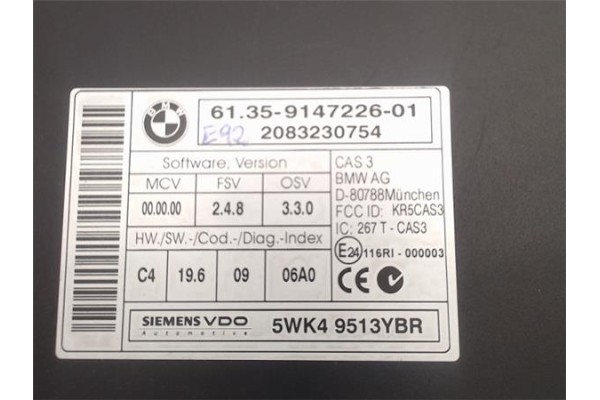 BMW
61.35-9147226-01
E92 2083230754
Software, Version
MCV FSV OSV
00.00.00 2.4.8 3.3.0
HW./SW.-/Cod.-/Diag.-Index
C4 19.6 09 06A0
CAS 3
BMW AG
D-80788München
FCC ID: KR5CAS3
IC: 267 T - CAS3
E24 116RI - 000003
CE
SIEMENS VDO
Automotive
5WK4 9513YBR